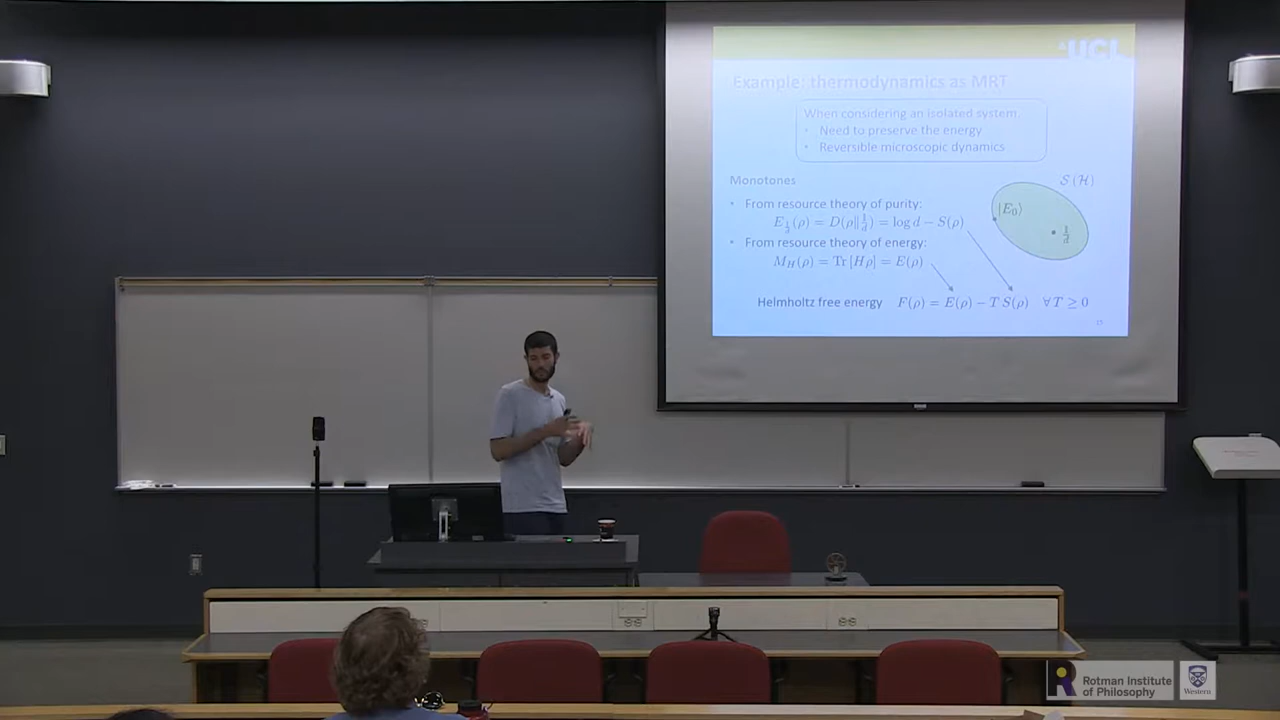 UCL
Example: thermodynamics as MRT
When considering an isolated system,
• Need to preserve the energy
• Reversible microscopic dynamics
Monotones
S(H)
• From resource theory of purity:
|E₀⟩
E_{𝟙/d}(ρ) = D(ρ‖𝟙/d) = log d − S(ρ)
𝟙/d
• From resource theory of energy:
M_H(ρ) = Tr[Hρ] = E(ρ)
Helmholtz free energy F(ρ) = E(ρ) − T S(ρ) ∀ T ≥ 0
15
Rotman Institute
of Philosophy
Western